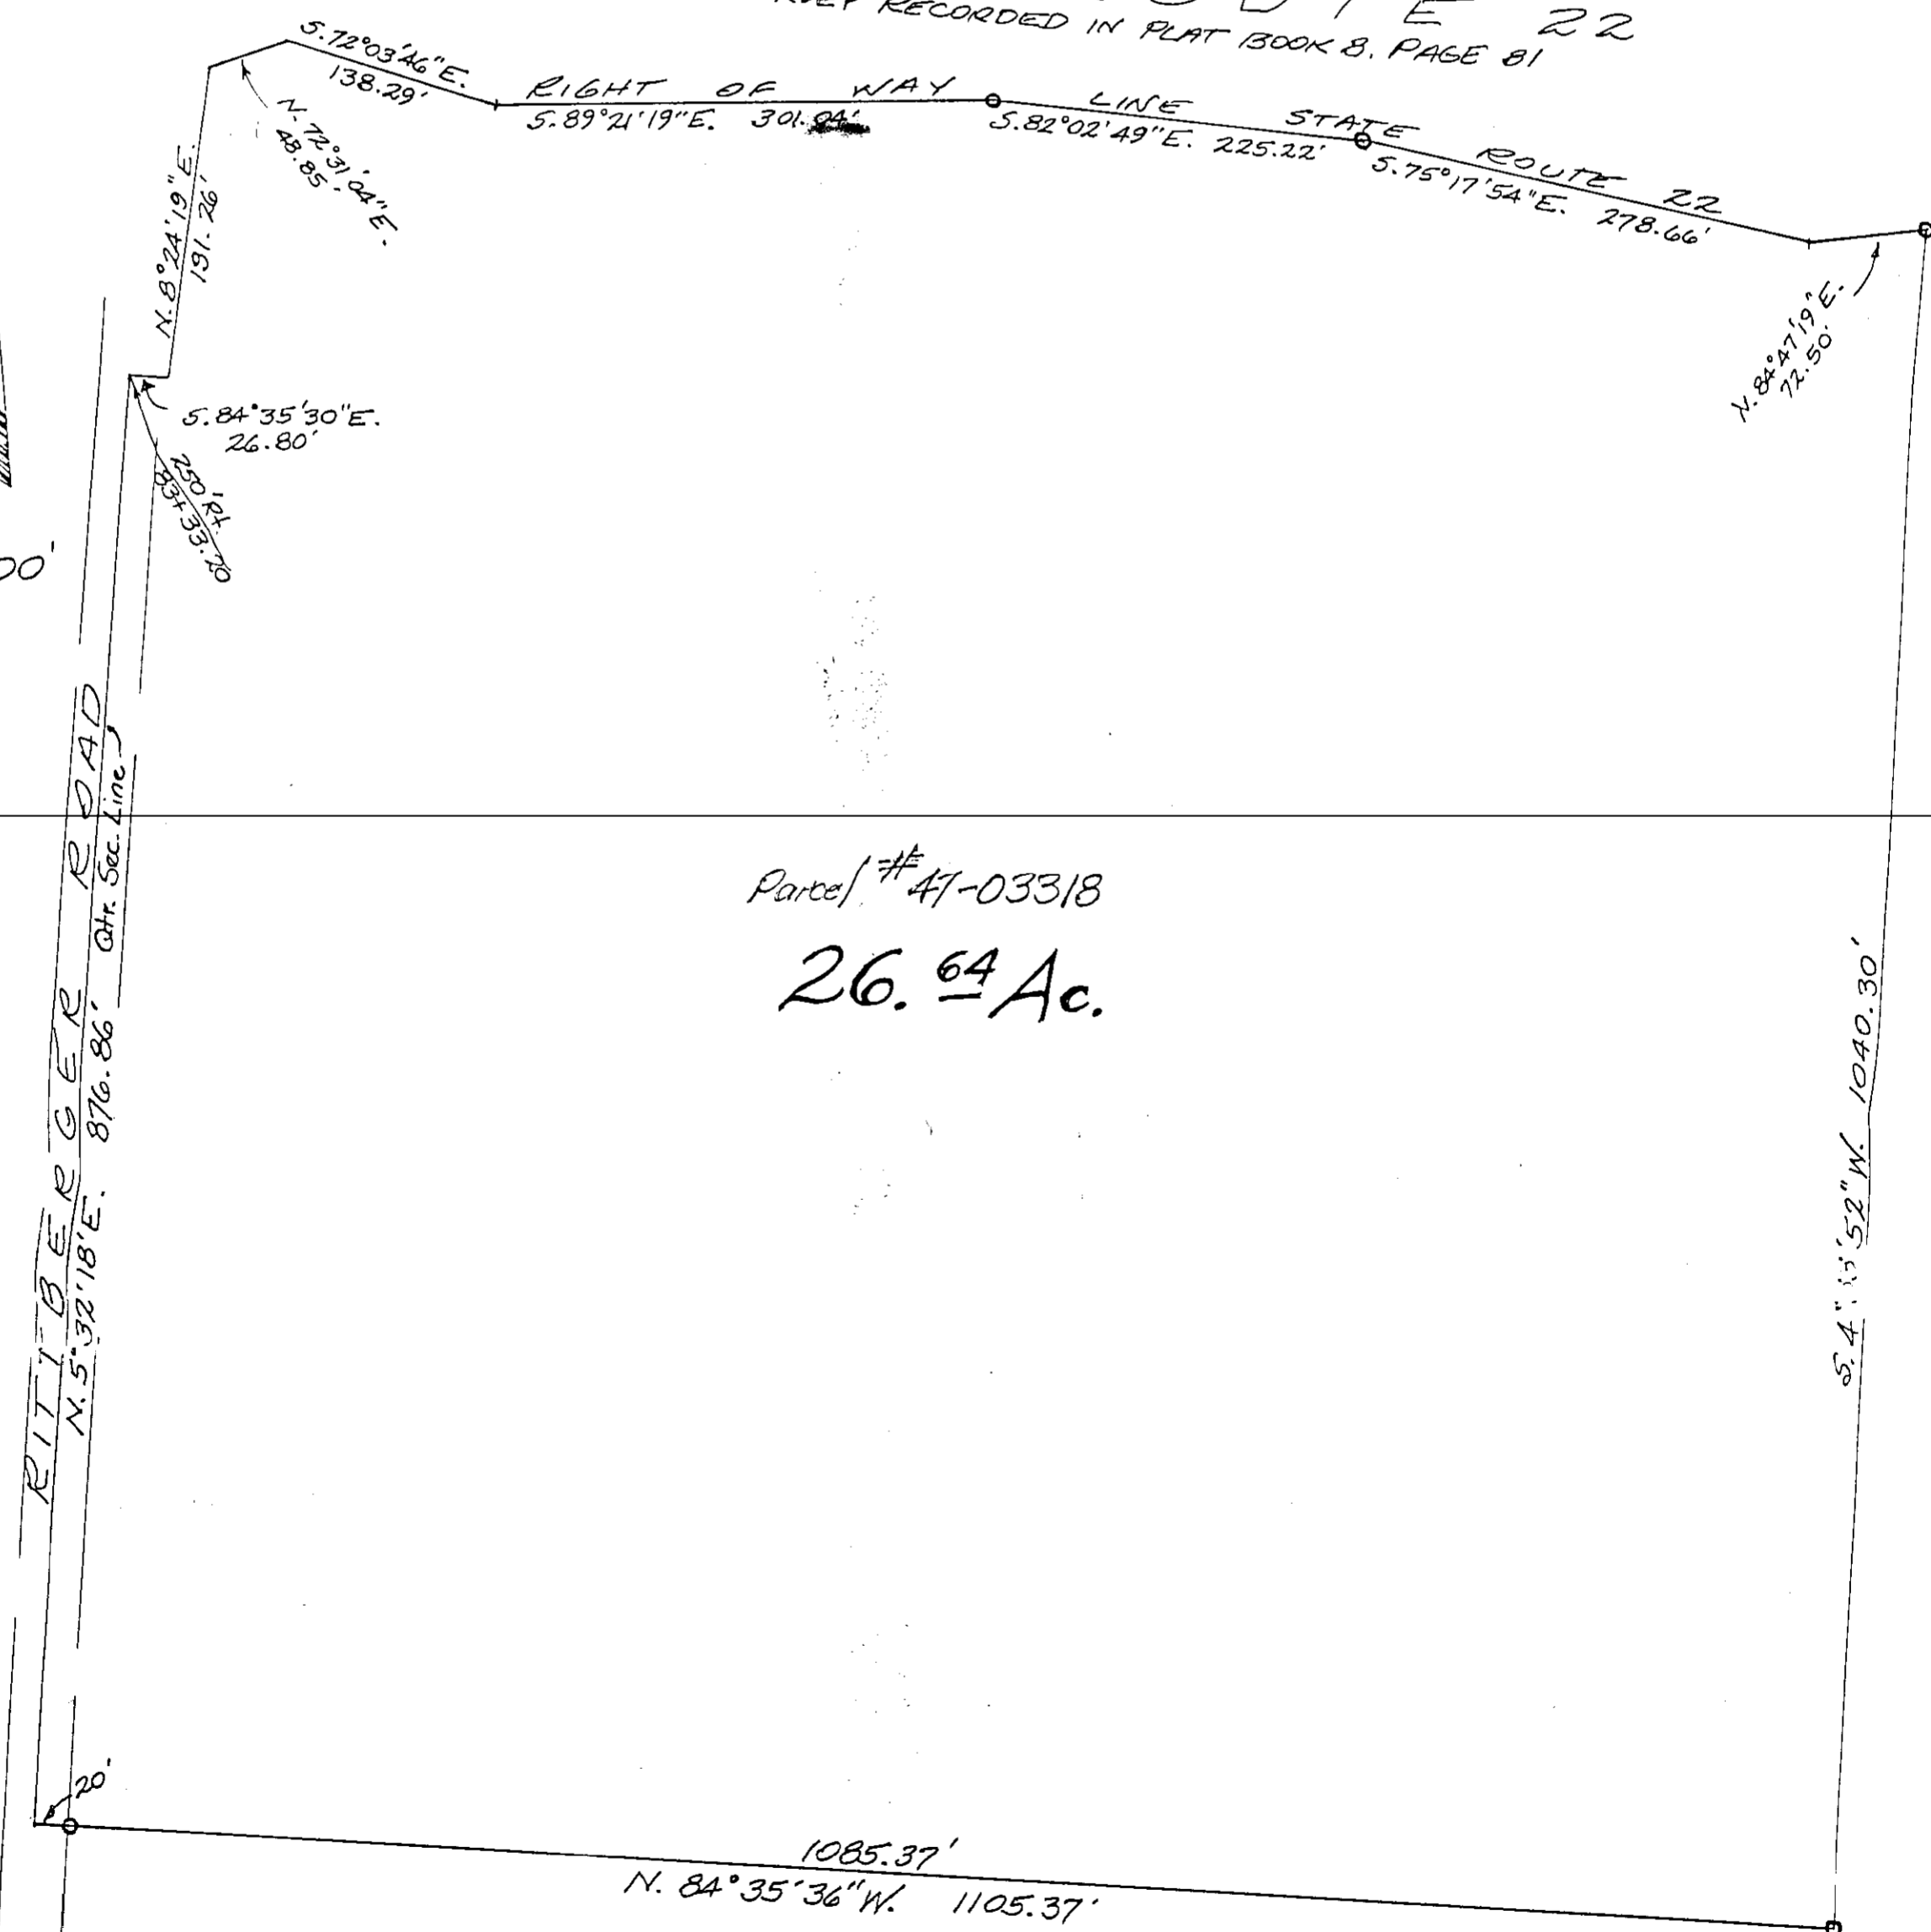 22
RECORDED IN PLAT BOOK 8, PAGE 81
S.72°03'46"E.
138.29'
RIGHT OF WAY LINE STATE ROUTE 22
S.89°21'19"E. 301.04'
S.82°02'49"E. 225.22'
S.75°17'54"E. 278.66'
N.72°31'04"E.
48.85'
N.8°24'19"E.
191.26'
N.84°47'19"E.
72.50'
S.84°35'30"E.
26.80'
250' Rt.
83+33.20
RITTBERGER ROAD
Qtr. Sec. Line
N.5°32'18"E. 876.86'
Parcel #47-03318
26.64 Ac.
52"W. 1040.30'
20'
1085.37'
N. 84°35'36"W. 1105.37'